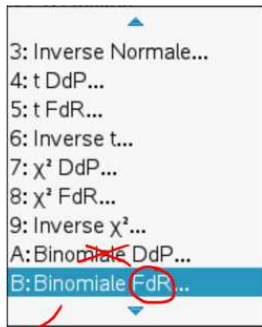 3: Inverse Normale...
4: t DdP...
5: t FdR...
6: Inverse t...
7: χ² DdP...
8: χ² FdR...
9: Inverse χ²...
A: Binomiale DdP...
B: Binomiale FdR...